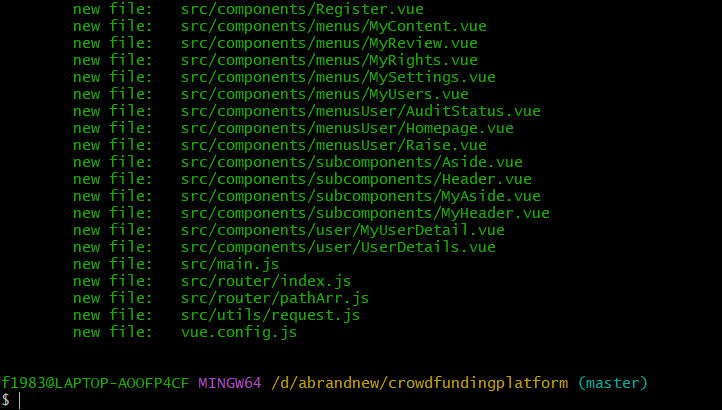 new file:   src/components/Register.vue
new file:   src/components/menus/MyContent.vue
new file:   src/components/menus/MyReview.vue
new file:   src/components/menus/MyRights.vue
new file:   src/components/menus/MySettings.vue
new file:   src/components/menus/MyUsers.vue
new file:   src/components/menusUser/AuditStatus.vue
new file:   src/components/menusUser/Homepage.vue
new file:   src/components/menusUser/Raise.vue
new file:   src/components/subcomponents/Aside.vue
new file:   src/components/subcomponents/Header.vue
new file:   src/components/subcomponents/MyAside.vue
new file:   src/components/subcomponents/MyHeader.vue
new file:   src/components/user/MyUserDetail.vue
new file:   src/components/user/UserDetails.vue
new file:   src/main.js
new file:   src/router/index.js
new file:   src/router/pathArr.js
new file:   src/utils/request.js
new file:   vue.config.js
f1983@LAPTOP-AOOFP4CF MINGW64 /d/abrandnew/crowdfundingplatform (master)
$